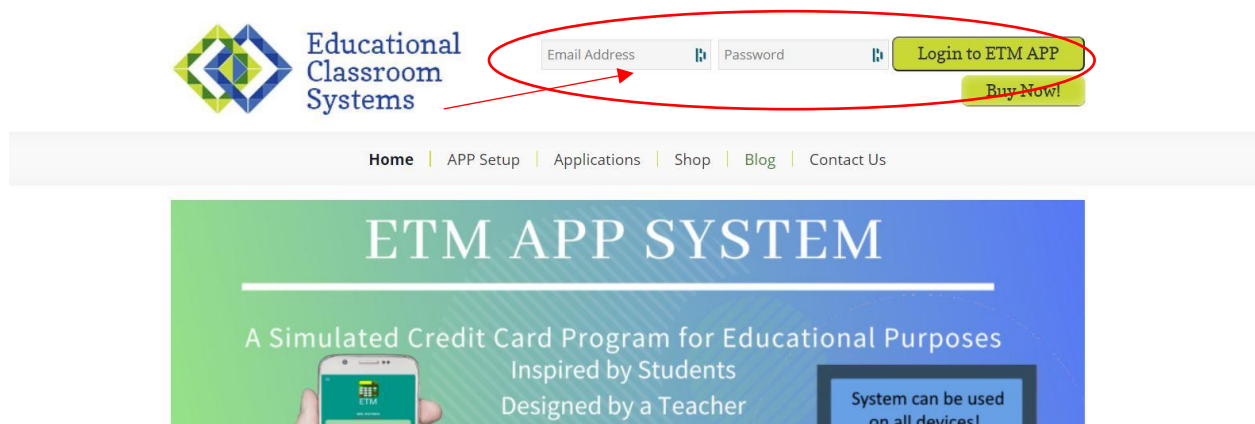 Educational
Classroom
Systems
Email Address
Password
Login to ETM APP
Buy Now!
Home
APP Setup
Applications
Shop
Blog
Contact Us
ETM APP SYSTEM
A Simulated Credit Card Program for Educational Purposes
Inspired by Students
Designed by a Teacher
ETM
System can be used
on all devices!